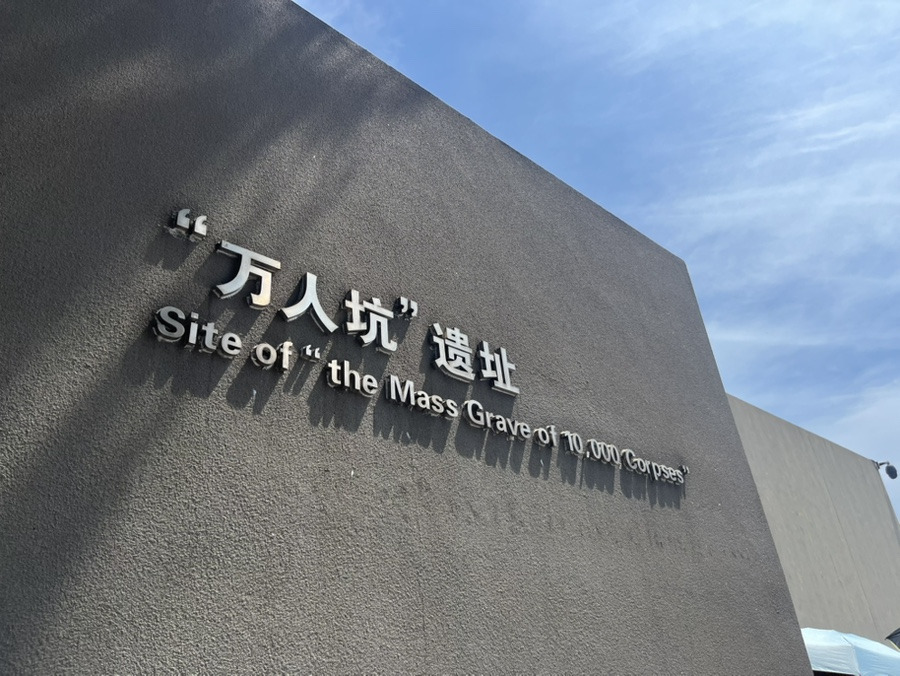 “万人坑”遗址
Site of “the Mass Grave of 10,000 Corpses”